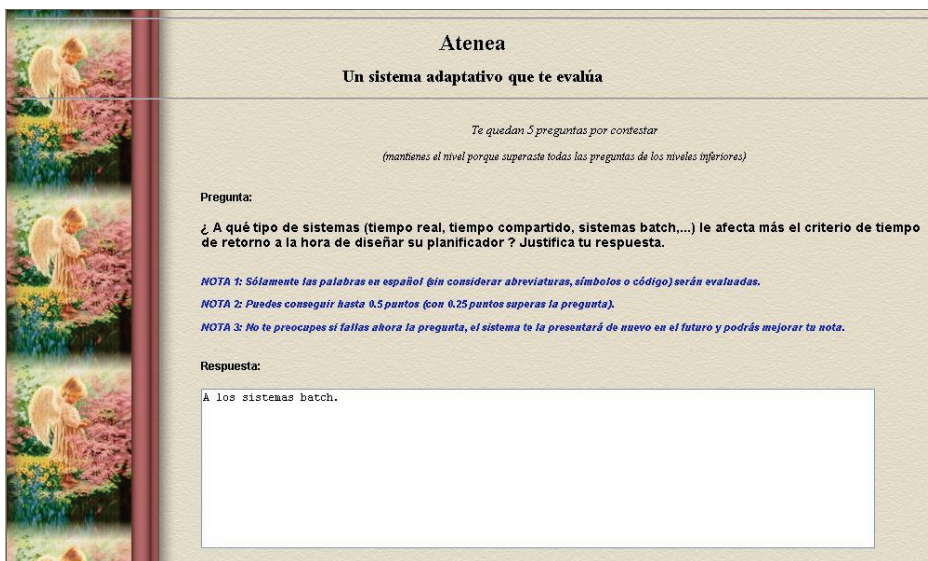 Atenea
Un sistema adaptativo que te evalúa
Te quedan 5 preguntas por contestar
(mantienes el nivel porque superaste todas las preguntas de los niveles inferiores)
Pregunta:
¿ A qué tipo de sistemas (tiempo real, tiempo compartido, sistemas batch,...) le afecta más el criterio de tiempo
de retorno a la hora de diseñar su planificador ? Justifica tu respuesta.
NOTA 1: Sólamente las palabras en español (sin considerar abreviaturas, símbolos o código) serán evaluadas.
NOTA 2: Puedes conseguir hasta 0.5 puntos (con 0.25 puntos superas la pregunta).
NOTA 3: No te preocupes si fallas ahora la pregunta, el sistema te la presentará de nuevo en el futuro y podrás mejorar tu nota.
Respuesta:
A los sistemas batch.